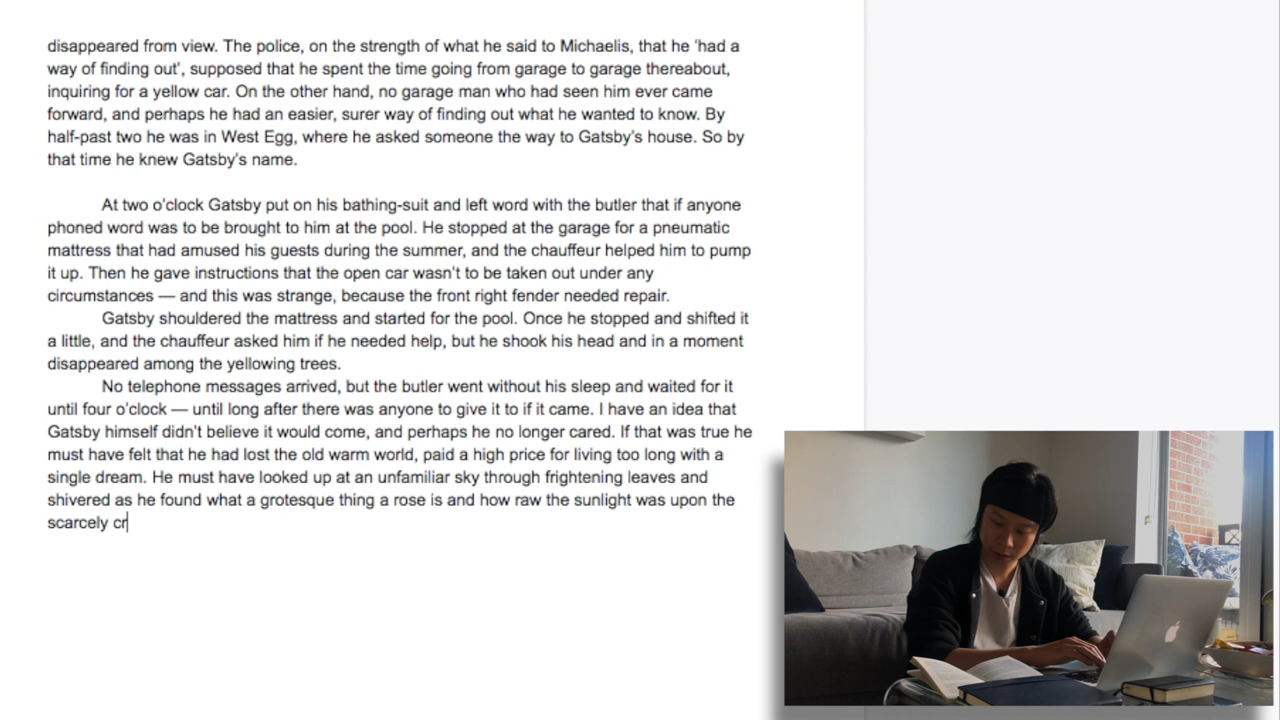 disappeared from view. The police, on the strength of what he said to Michaelis, that he 'had a
way of finding out', supposed that he spent the time going from garage to garage thereabout,
inquiring for a yellow car. On the other hand, no garage man who had seen him ever came
forward, and perhaps he had an easier, surer way of finding out what he wanted to know. By
half-past two he was in West Egg, where he asked someone the way to Gatsby's house. So by
that time he knew Gatsby's name.
At two o'clock Gatsby put on his bathing-suit and left word with the butler that if anyone
phoned word was to be brought to him at the pool. He stopped at the garage for a pneumatic
mattress that had amused his guests during the summer, and the chauffeur helped him to pump
it up. Then he gave instructions that the open car wasn't to be taken out under any
circumstances — and this was strange, because the front right fender needed repair.
Gatsby shouldered the mattress and started for the pool. Once he stopped and shifted it
a little, and the chauffeur asked him if he needed help, but he shook his head and in a moment
disappeared among the yellowing trees.
No telephone messages arrived, but the butler went without his sleep and waited for it
until four o'clock — until long after there was anyone to give it to if it came. I have an idea that
Gatsby himself didn't believe it would come, and perhaps he no longer cared. If that was true he
must have felt that he had lost the old warm world, paid a high price for living too long with a
single dream. He must have looked up at an unfamiliar sky through frightening leaves and
shivered as he found what a grotesque thing a rose is and how raw the sunlight was upon the
scarcely cr